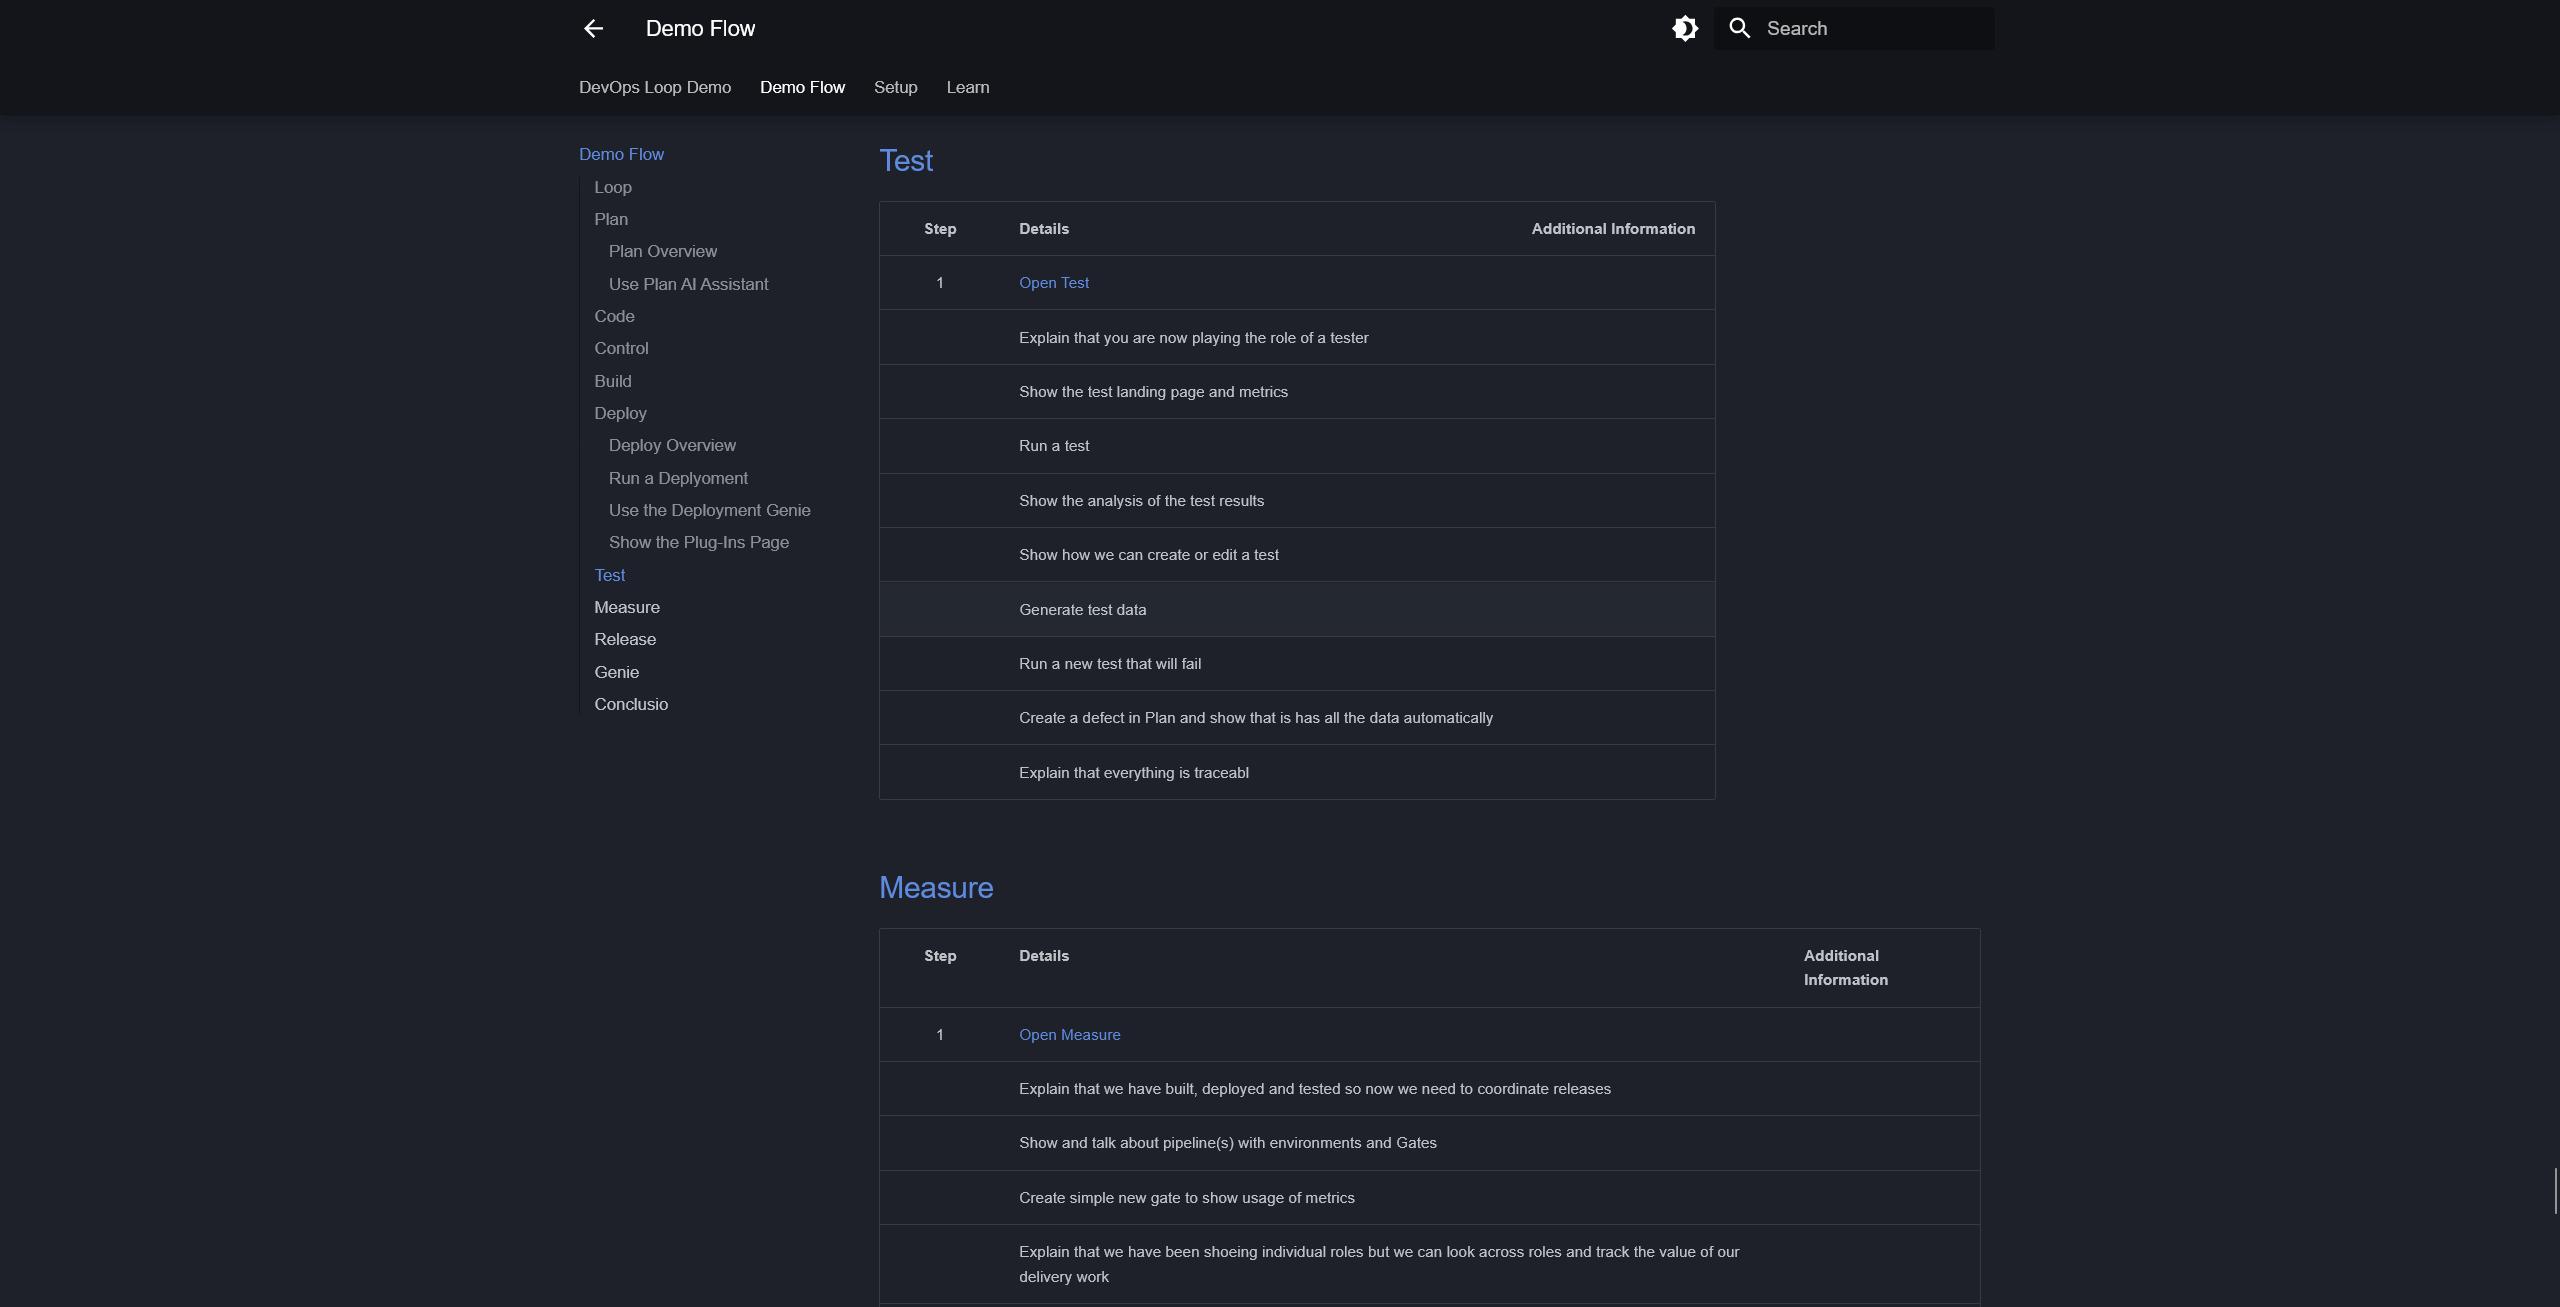 Demo Flow
Search
DevOps Loop Demo
Demo Flow
Setup
Learn
Demo Flow
Loop
Plan
Plan Overview
Use Plan AI Assistant
Code
Control
Build
Deploy
Deploy Overview
Run a Deplyoment
Use the Deployment Genie
Show the Plug-Ins Page
Test
Measure
Release
Genie
Conclusio
Test
Step Details Additional Information
1 Open Test
Explain that you are now playing the role of a tester
Show the test landing page and metrics
Run a test
Show the analysis of the test results
Show how we can create or edit a test
Generate test data
Run a new test that will fail
Create a defect in Plan and show that is has all the data automatically
Explain that everything is traceabl
Measure
Step Details Additional
Information
1 Open Measure
Explain that we have built, deployed and tested so now we need to coordinate releases
Show and talk about pipeline(s) with environments and Gates
Create simple new gate to show usage of metrics
Explain that we have been shoeing individual roles but we can look across roles and track the value of our
delivery work